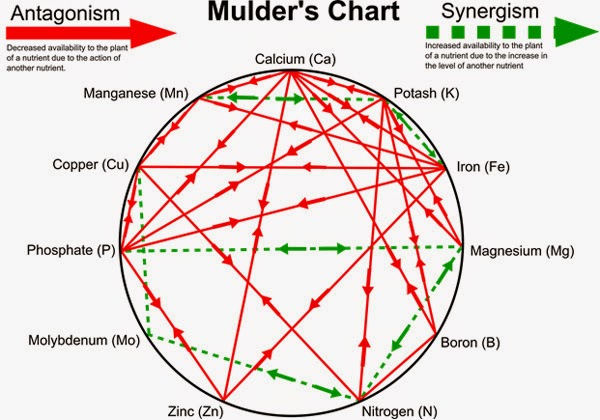 Antagonism
Mulder's Chart
Synergism
Decreased availability to the plant
of a nutrient due to the action of
another nutrient.
Increased availability to the plant
of a nutrient due to the increase in
the level of another nutrient
Calcium (Ca)
Manganese (Mn)
Potash (K)
Copper (Cu)
Iron (Fe)
Phosphate (P)
Magnesium (Mg)
Molybdenum (Mo)
Boron (B)
Zinc (Zn)
Nitrogen (N)